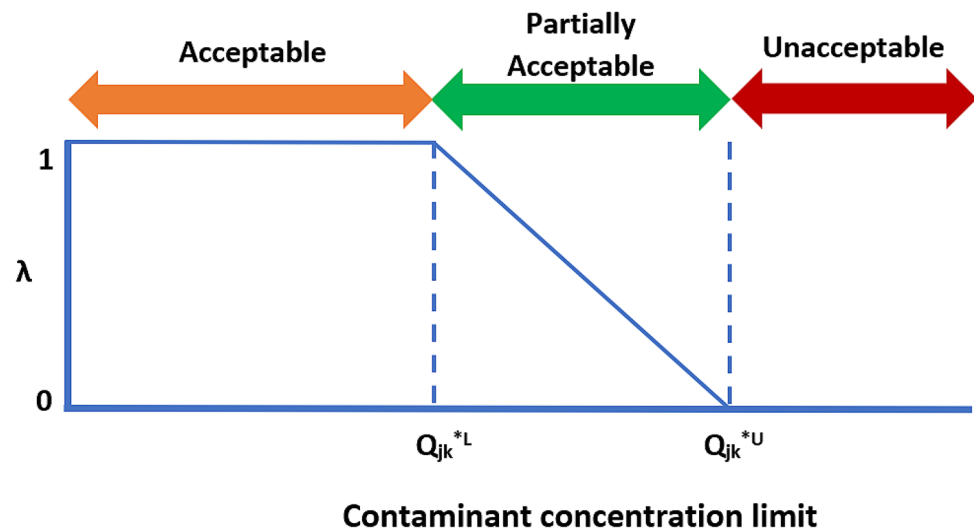 Acceptable
Partially
Acceptable
Unacceptable
1
λ
0
Qjk*L
Qjk*U
Contaminant concentration limit